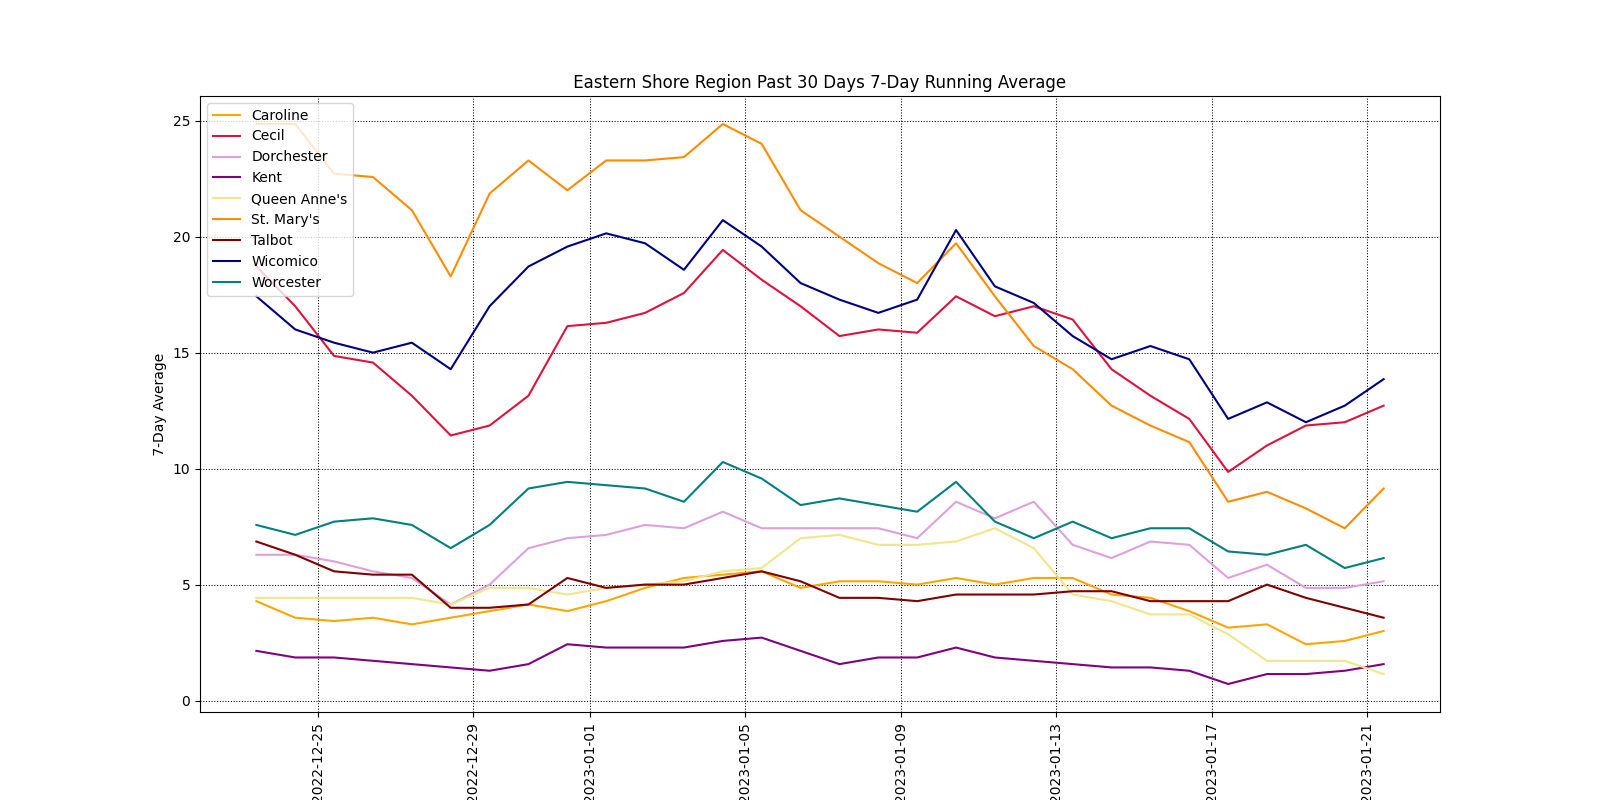 Eastern Shore Region Past 30 Days 7-Day Running Average
Caroline
Cecil
Dorchester
Kent
Queen Anne's
St. Mary's
Talbot
Wicomico
Worcester
7-Day Average
25
20
15
10
5
0
2022-12-25
2022-12-29
2023-01-01
2023-01-05
2023-01-09
2023-01-13
2023-01-17
2023-01-21